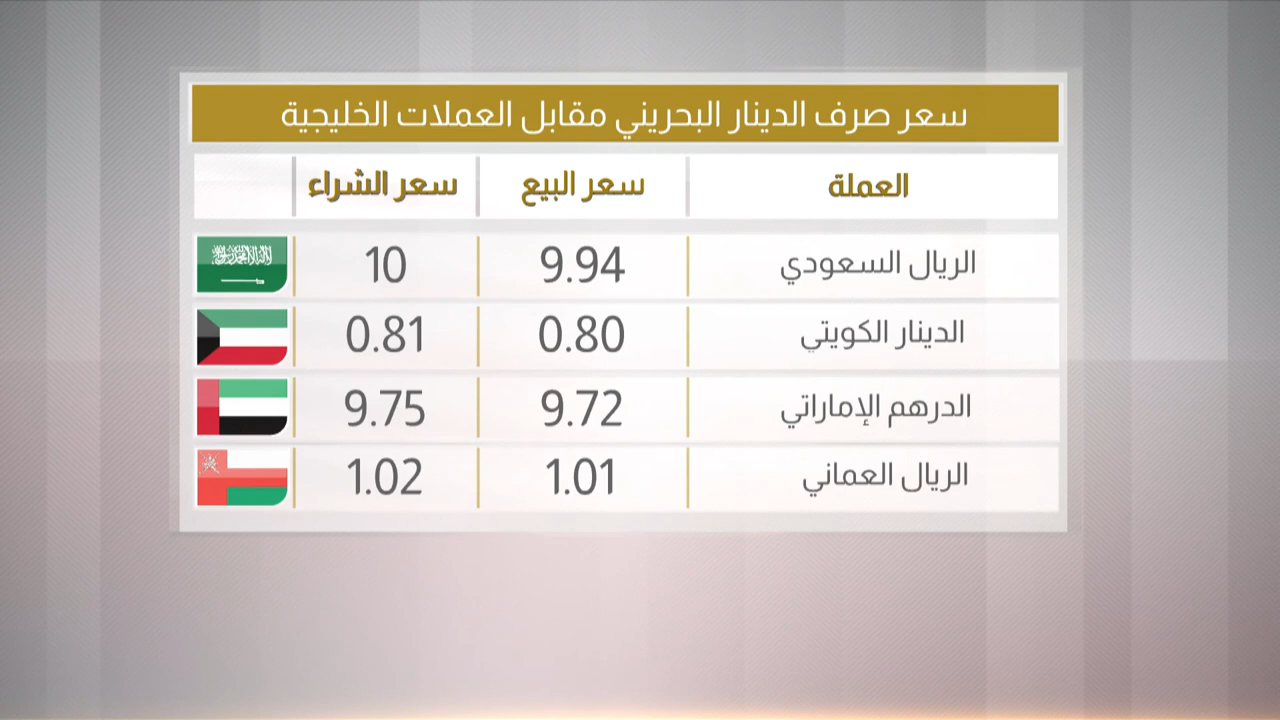 سعر صرف الدينار البحريني مقابل العملات الخليجية
العملة سعر البيع سعر الشراء
الريال السعودي 9.94 10
الدينار الكويتي 0.80 0.81
الدرهم الإماراتي 9.72 9.75
الريال العماني 1.01 1.02